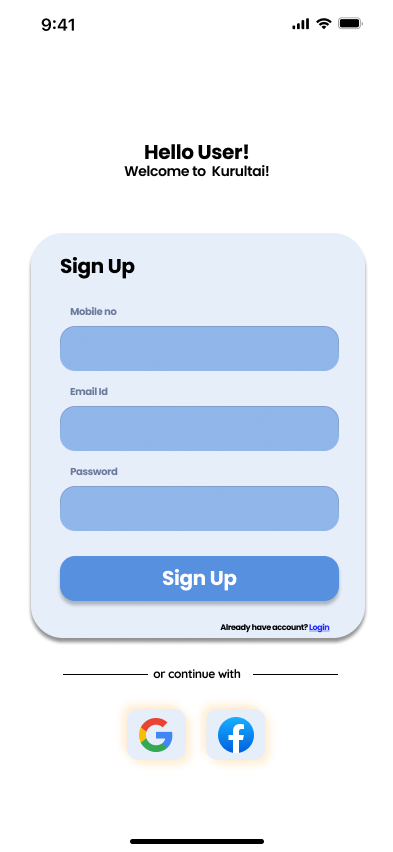 9:41
Hello User!
Welcome to Kurultai!
Sign Up
Mobile no
Email Id
Password
Sign Up
Already have account? Login
or continue with